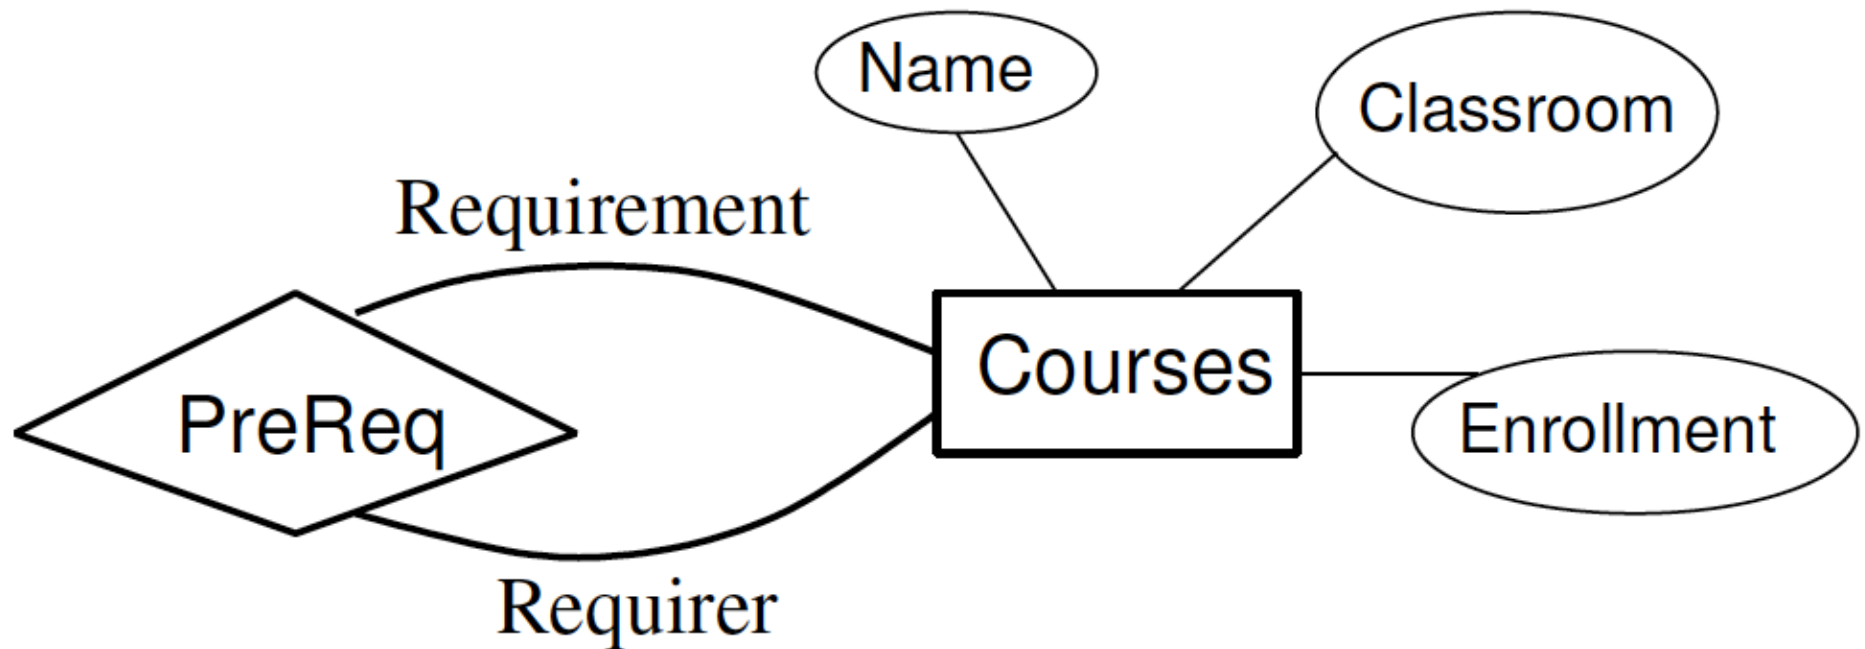 Name
Classroom
Requirement
Courses
PreReq
Enrollment
Requirer